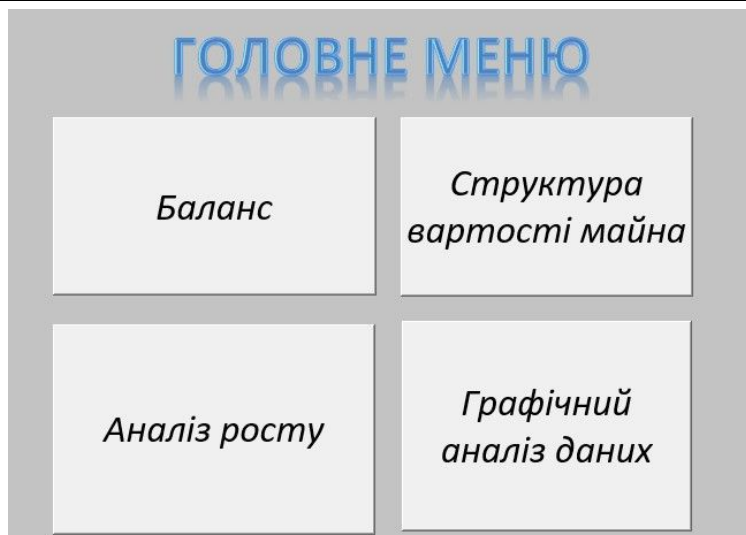 ГОЛОВНЕ МЕНЮ
Баланс
Структура
вартості майна
Аналіз росту
Графічний
аналіз даних